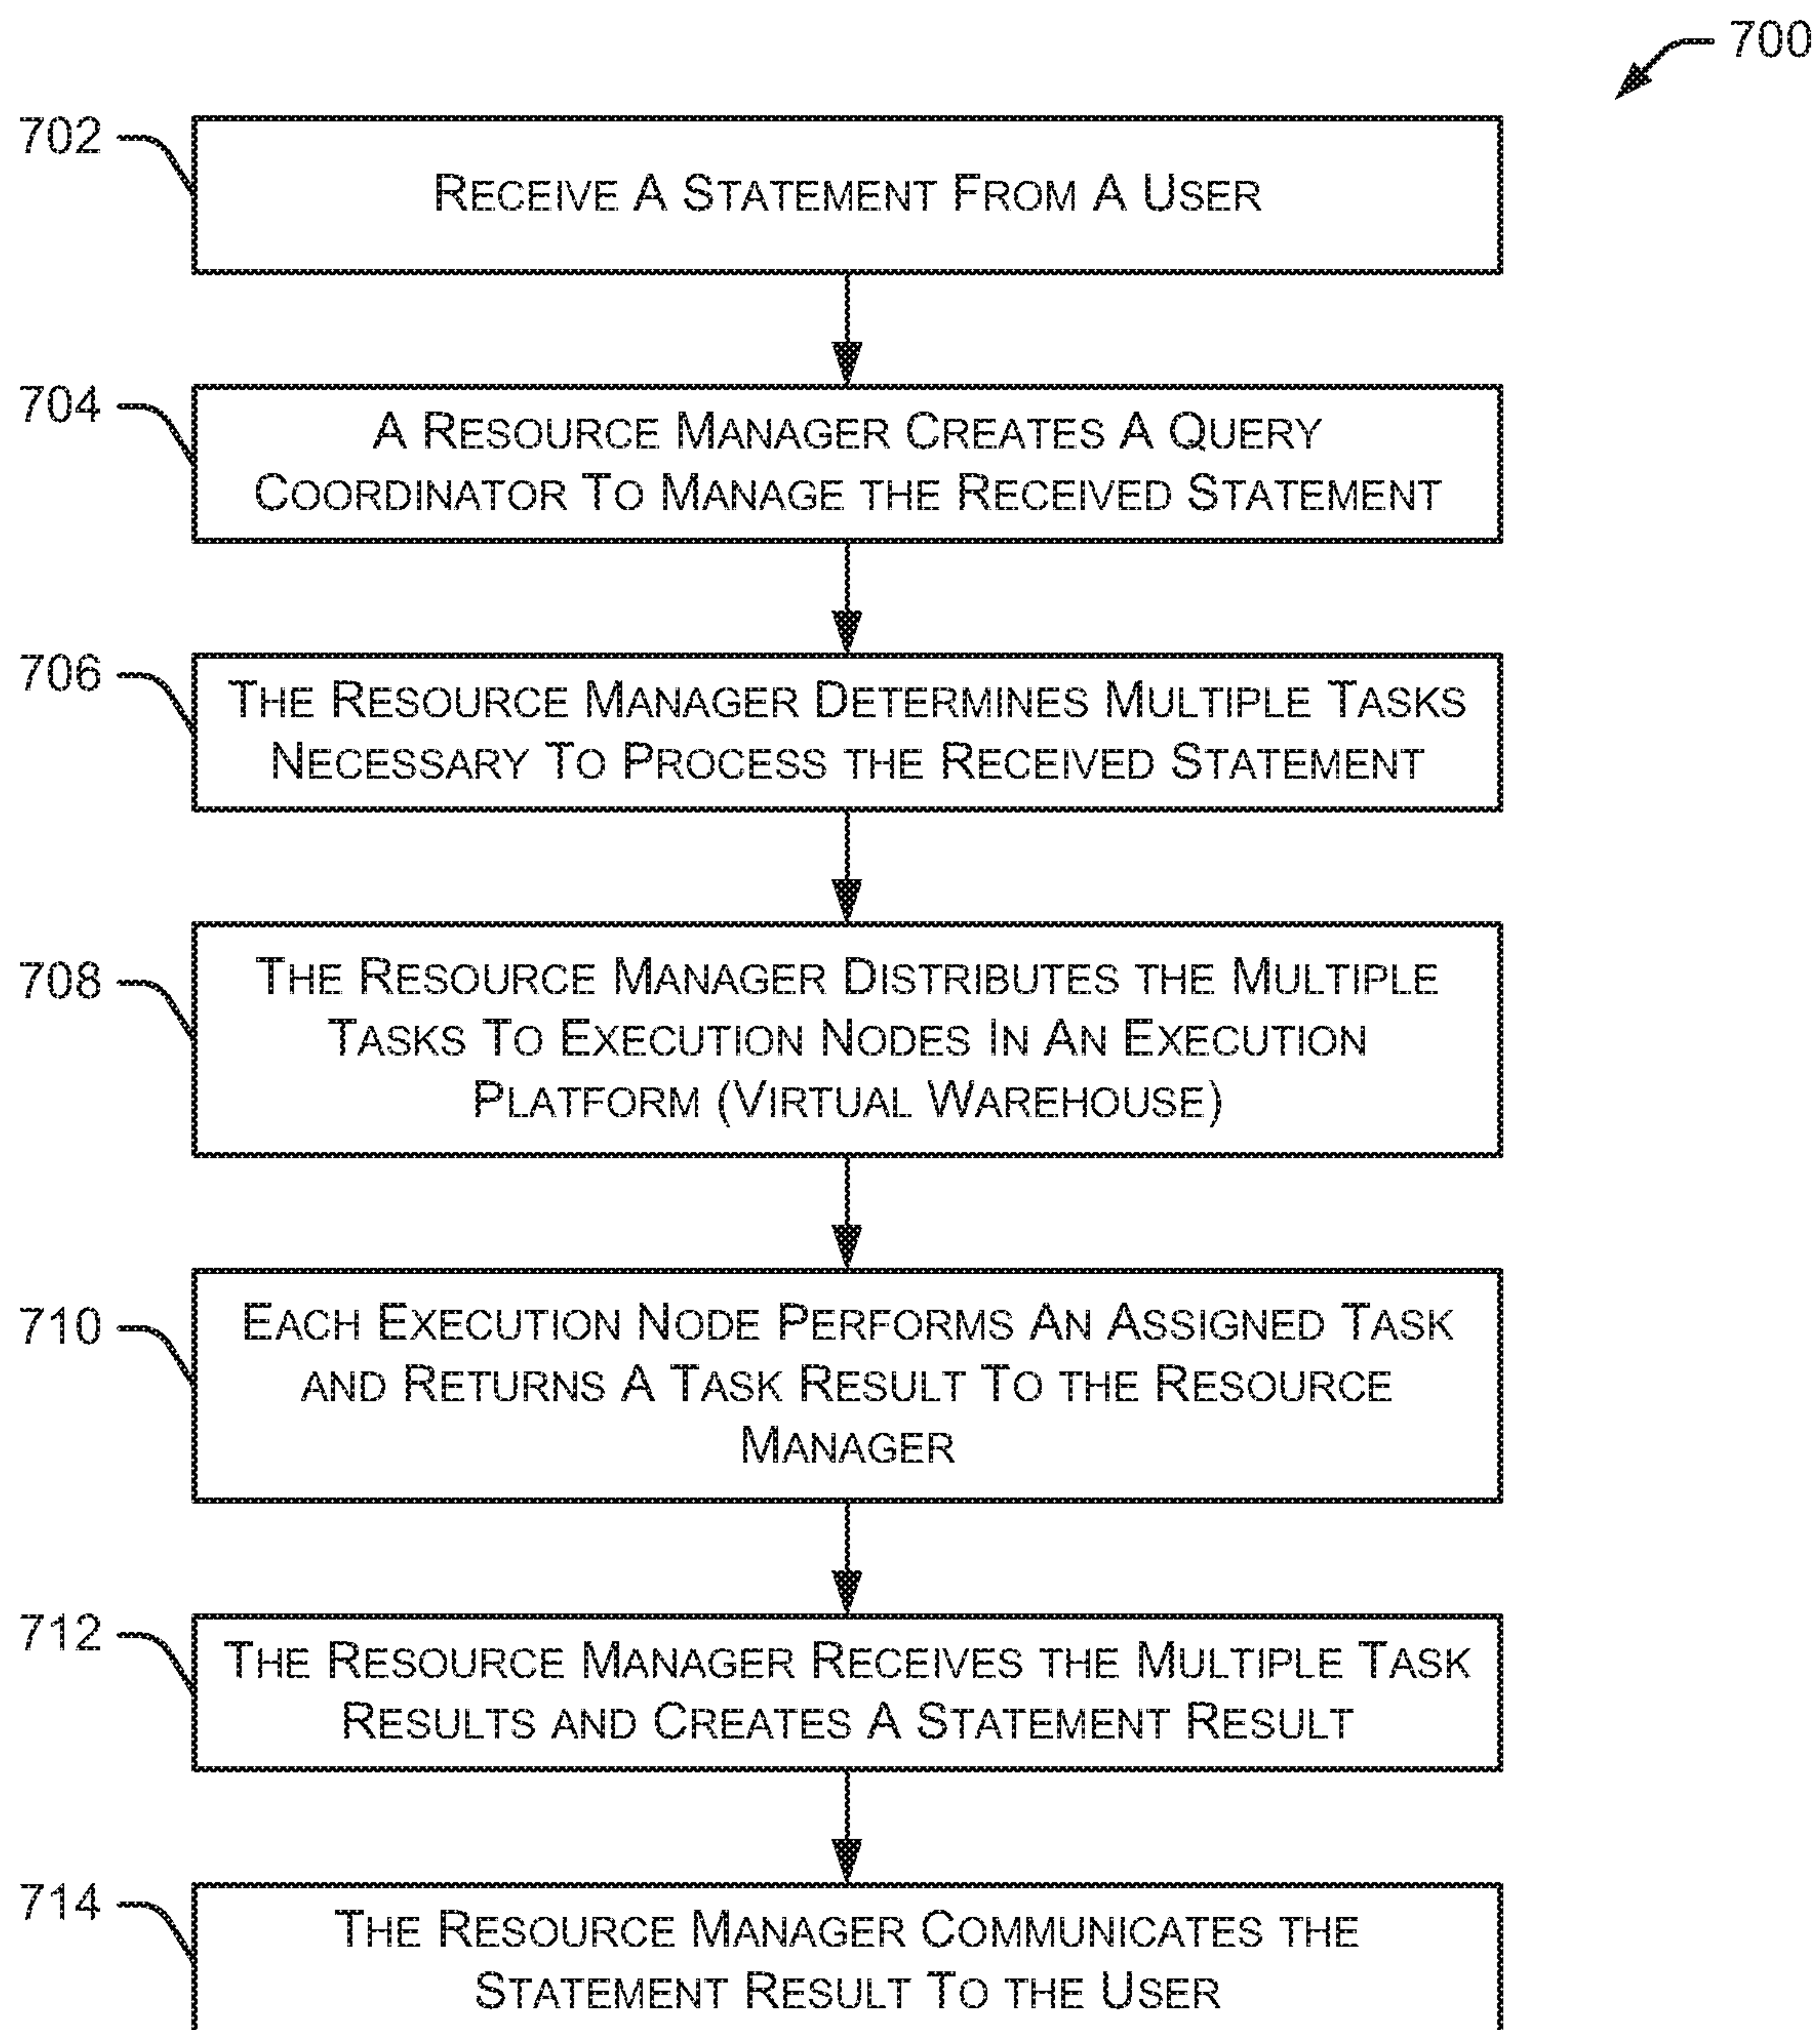 700
702
RECEIVE A STATEMENT FROM A USER
704
A RESOURCE MANAGER CREATES A QUERY
COORDINATOR TO MANAGE THE RECEIVED STATEMENT
706
THE RESOURCE MANAGER DETERMINES MULTIPLE TASKS
NECESSARY TO PROCESS THE RECEIVED STATEMENT
708
THE RESOURCE MANAGER DISTRIBUTES THE MULTIPLE
TASKS TO EXECUTION NODES IN AN EXECUTION
PLATFORM (VIRTUAL WAREHOUSE)
710
EACH EXECUTION NODE PERFORMS AN ASSIGNED TASK
AND RETURNS A TASK RESULT TO THE RESOURCE
MANAGER
712
THE RESOURCE MANAGER RECEIVES THE MULTIPLE TASK
RESULTS AND CREATES A STATEMENT RESULT
714
THE RESOURCE MANAGER COMMUNICATES THE
STATEMENT RESULT TO THE USER